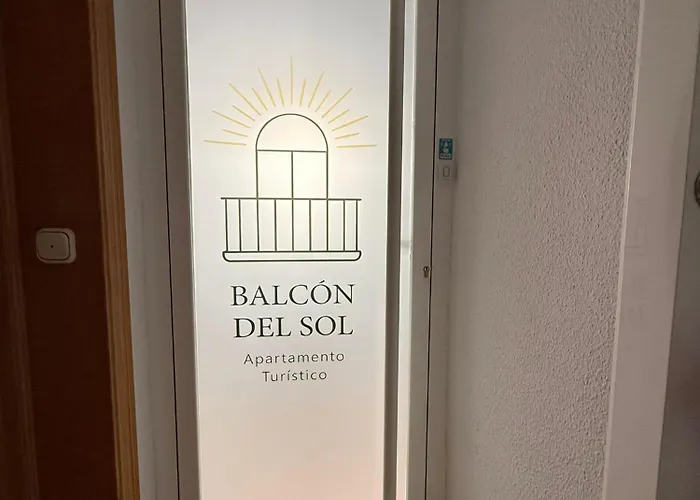 BALCÓN
DEL SOL
Apartamento
Turístico